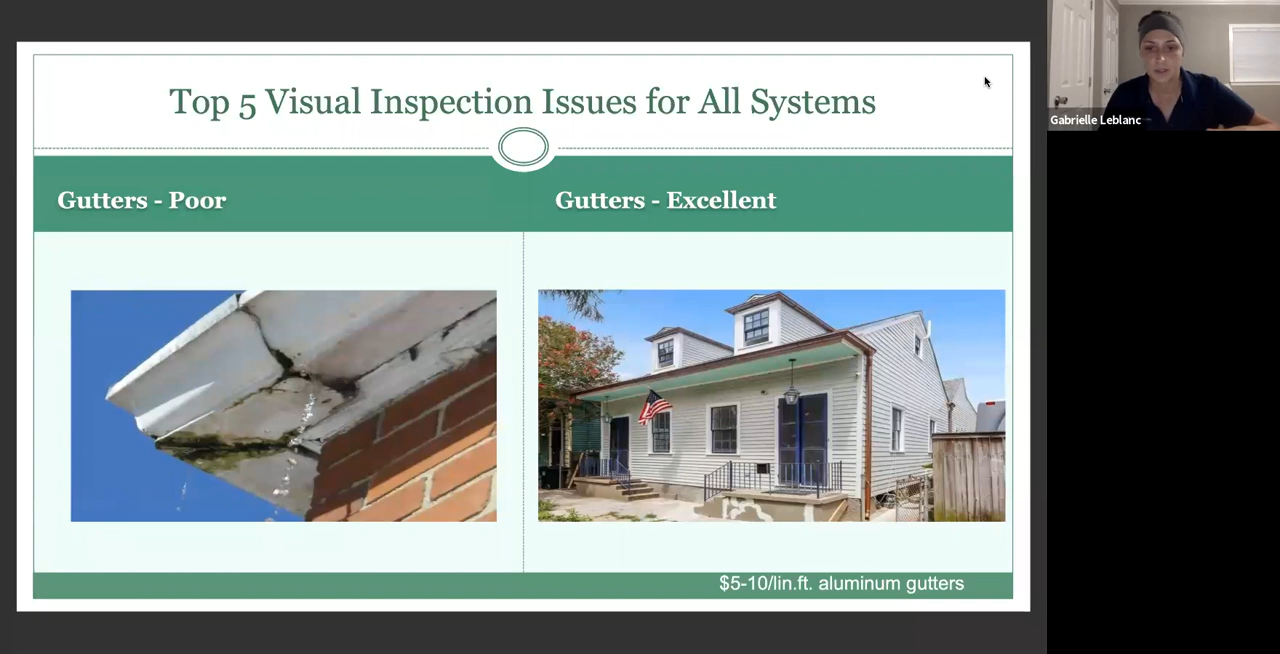 Top 5 Visual Inspection Issues for All Systems
Gutters - Poor
Gutters - Excellent
$5-10/lin.ft. aluminum gutters
Gabrielle Leblanc